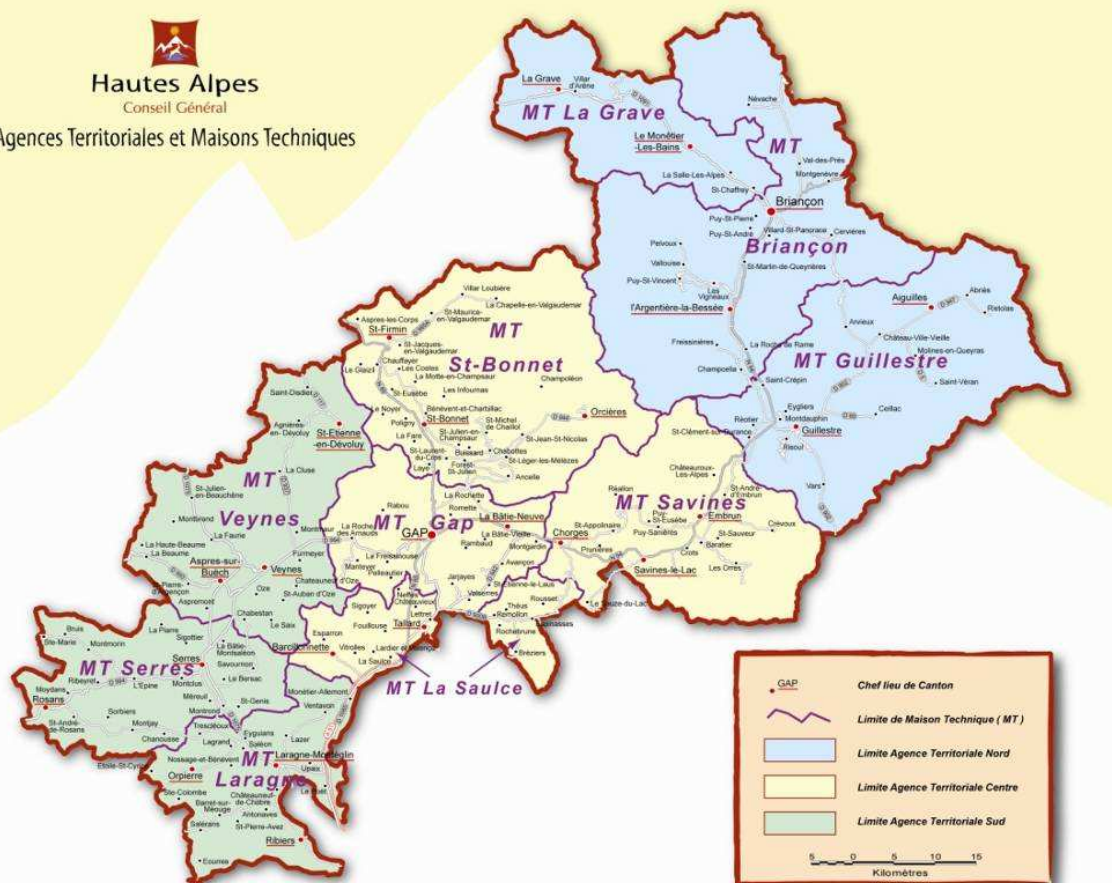 Hautes Alpes
Conseil Général
Agences Territoriales et Maisons Techniques
La Grave
Villar d'Arène
D 1091
MT La Grave
Névache
Le Monêtier
-Les-Bains
MT
Val-des-Prés
Montgenèvre
La Salle-Les-Alpes
St-Chaffrey
Briançon
Puy-St-Pierre
Puy-St-André
Villard-St-Pancrace
Cervières
Briançon
Pelvoux
Vallouise
Puy-St-Vincent
Les
Vigneaux
St-Martin-de-Queyrières
l'Argentière-la-Bessée
Aiguilles
Abriès
Ristolas
D 947
Arvieux
Château-Ville-Vieille
Freissinières
La Roche de Rame
MT Guillestre
Molines-en-Queyras
Champcella
N 94
Saint-Crépin
D 902
Saint-Véran
Eygliers
Montdauphin
Ceillac
D 60
Réotier
Guillestre
St-Clément-sur-Durance
Risoul
Vars
D 902
Villar Loubière
La Chapelle-en-Valgaudemar
St-Maurice
-en-Valgaudemar
Aspres-les-Corps
St-Firmin
MT
St-Jacques-
en-Valgaudemar
St-Bonnet
Chauffayer
Le Glaizil
Les Costes
La Motte-en-Champsaur
St-Eusèbe
Les Infournas
Champoléon
Le Noyer
Bénévent-et-Charbillac
Poligny
St-Bonnet
St-Michel
de Chaillol
Orcières
D 944
La Fare
St-Julien-en-
Champsaur
St-Jean-St-Nicolas
St-Laurent-
du-Cros
Buissard
Chabottes
St-Léger-les-Mélèzes
Laye
Forest-
St-Julien
Ancelle
Saint-Disdier
Agnières-
en-Dévoluy
St-Etienne
-en-Dévoluy
La Cluse
MT
Veynes
St-Julien-
en-Beauchêne
D 1075
D 937
Montbrand
La Faurie
Montmaur
La Haute-Beaume
La Beaume
Furmeyer
Aspres-sur-
Buëch
Veynes
Chateauneuf d'Oze
St-Pierre-
d'Argençon
Oze
St-Auban d'Oze
Aspremont
Chabestan
Le Saix
Rabou
La Rochette
Romette
MT Gap
La Bâtie-Neuve
La Roche
des Arnauds
GAP
La Bâtie-Vieille
Rambaud
Montgardin
La Freissinouse
Manteyer
Pelleautier
Avançon
Jarjayes
Valserres
St-Etienne-le-Laus
D 942
D 900B
Neffes
Châteauvieux
Lettret
Tallard
Châteauroux-
Les-Alpes
Réallon
St-André
d'Embrun
MT Savines
Puy-
St-Eusèbe
Embrun
Crévoux
St-Apollinaire
Puy-Sanières
St-Sauveur
Chorges
Prunières
N 94
Baratier
Crots
Les Orres
Savines-le-Lac
Le Sauze-du-Lac
Rousset
Théus
Remollon
Espinasses
Rochebrune
Bréziers
MT La Saulce
Sigoyer
Fouillouse
Esparron
Vitrolles
Barcillonnette
Lardier-et-Valença
La Saulce
Bruis
Ste-Marie
Montmorin
La Piarre
Sigottier
La Bâtie-
Montsaléon
MT Serres
Serres
Savournon
Moydans
Ribeyret
D 994
L'Epine
Montclus
Le Bersac
Rosans
Méreuil
Montrond
St-Genis
D 1075
St-André-
de-Rosans
Sorbiers
Montjay
Chanousse
Monêtier-Allemont
Ventavon
Trescléoux
Eyguians
Lagrand
Saléon
Lazer
MT
Laragne
Laragne-Montéglin
Nossage-et-Bénévent
Etoile-St-Cyrice
Orpierre
Upaix
Le Poët
Ste-Colombe
Châteauneuf-
de-Chabre
Barret-sur-
Méouge
Antonaves
Salérans
St-Pierre-Avez
Ribiers
Eourres
GAP
Chef lieu de Canton
Limite de Maison Technique ( MT )
Limite Agence Territoriale Nord
Limite Agence Territoriale Centre
Limite Agence Territoriale Sud
5 0 5 10 15
Kilomètres